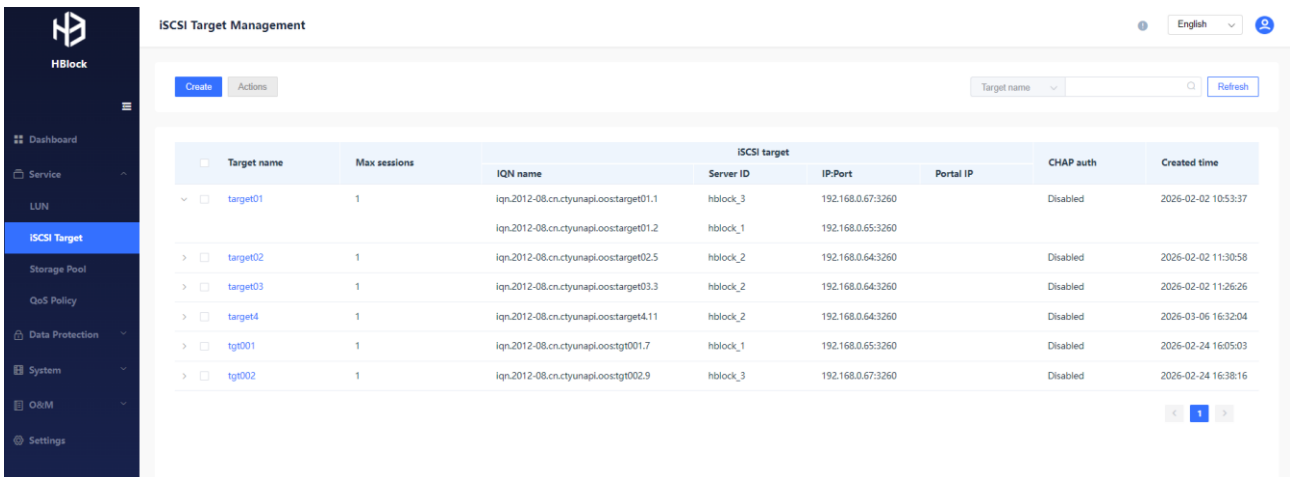 iSCSI Target Management
English
HBlock
Create Actions Target name Refresh
Dashboard
Service
LUN
iSCSI Target
Storage Pool
QoS Policy
Data Protection
System
O&M
Settings
Target name Max sessions iSCSI target CHAP auth Created time
IQN name Server ID IP:Port Portal IP
target01 1 iqn.2012-08.cn.ctyunapi.oos:target01.1 hblock_3 192.168.0.67:3260 Disabled 2026-02-02 10:53:37
iqn.2012-08.cn.ctyunapi.oos:target01.2 hblock_1 192.168.0.65:3260
target02 1 iqn.2012-08.cn.ctyunapi.oos:target02.5 hblock_2 192.168.0.64:3260 Disabled 2026-02-02 11:30:58
target03 1 iqn.2012-08.cn.ctyunapi.oos:target03.3 hblock_2 192.168.0.64:3260 Disabled 2026-02-02 11:26:26
target4 1 iqn.2012-08.cn.ctyunapi.oos:target4.11 hblock_2 192.168.0.64:3260 Disabled 2026-03-06 16:32:04
tgt001 1 iqn.2012-08.cn.ctyunapi.oos:tgt001.7 hblock_1 192.168.0.65:3260 Disabled 2026-02-24 16:05:03
tgt002 1 iqn.2012-08.cn.ctyunapi.oos:tgt002.9 hblock_3 192.168.0.67:3260 Disabled 2026-02-24 16:38:16
1